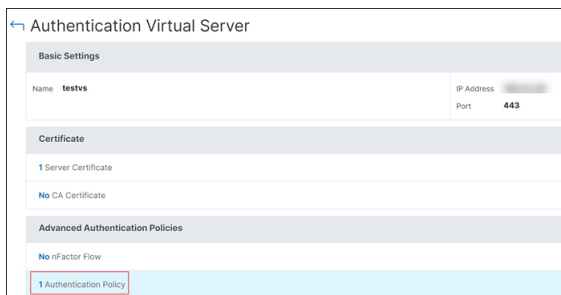 Authentication Virtual Server
Basic Settings
Name testvs
IP Address
Port 443
Certificate
1 Server Certificate
No CA Certificate
Advanced Authentication Policies
No nFactor Flow
1 Authentication Policy